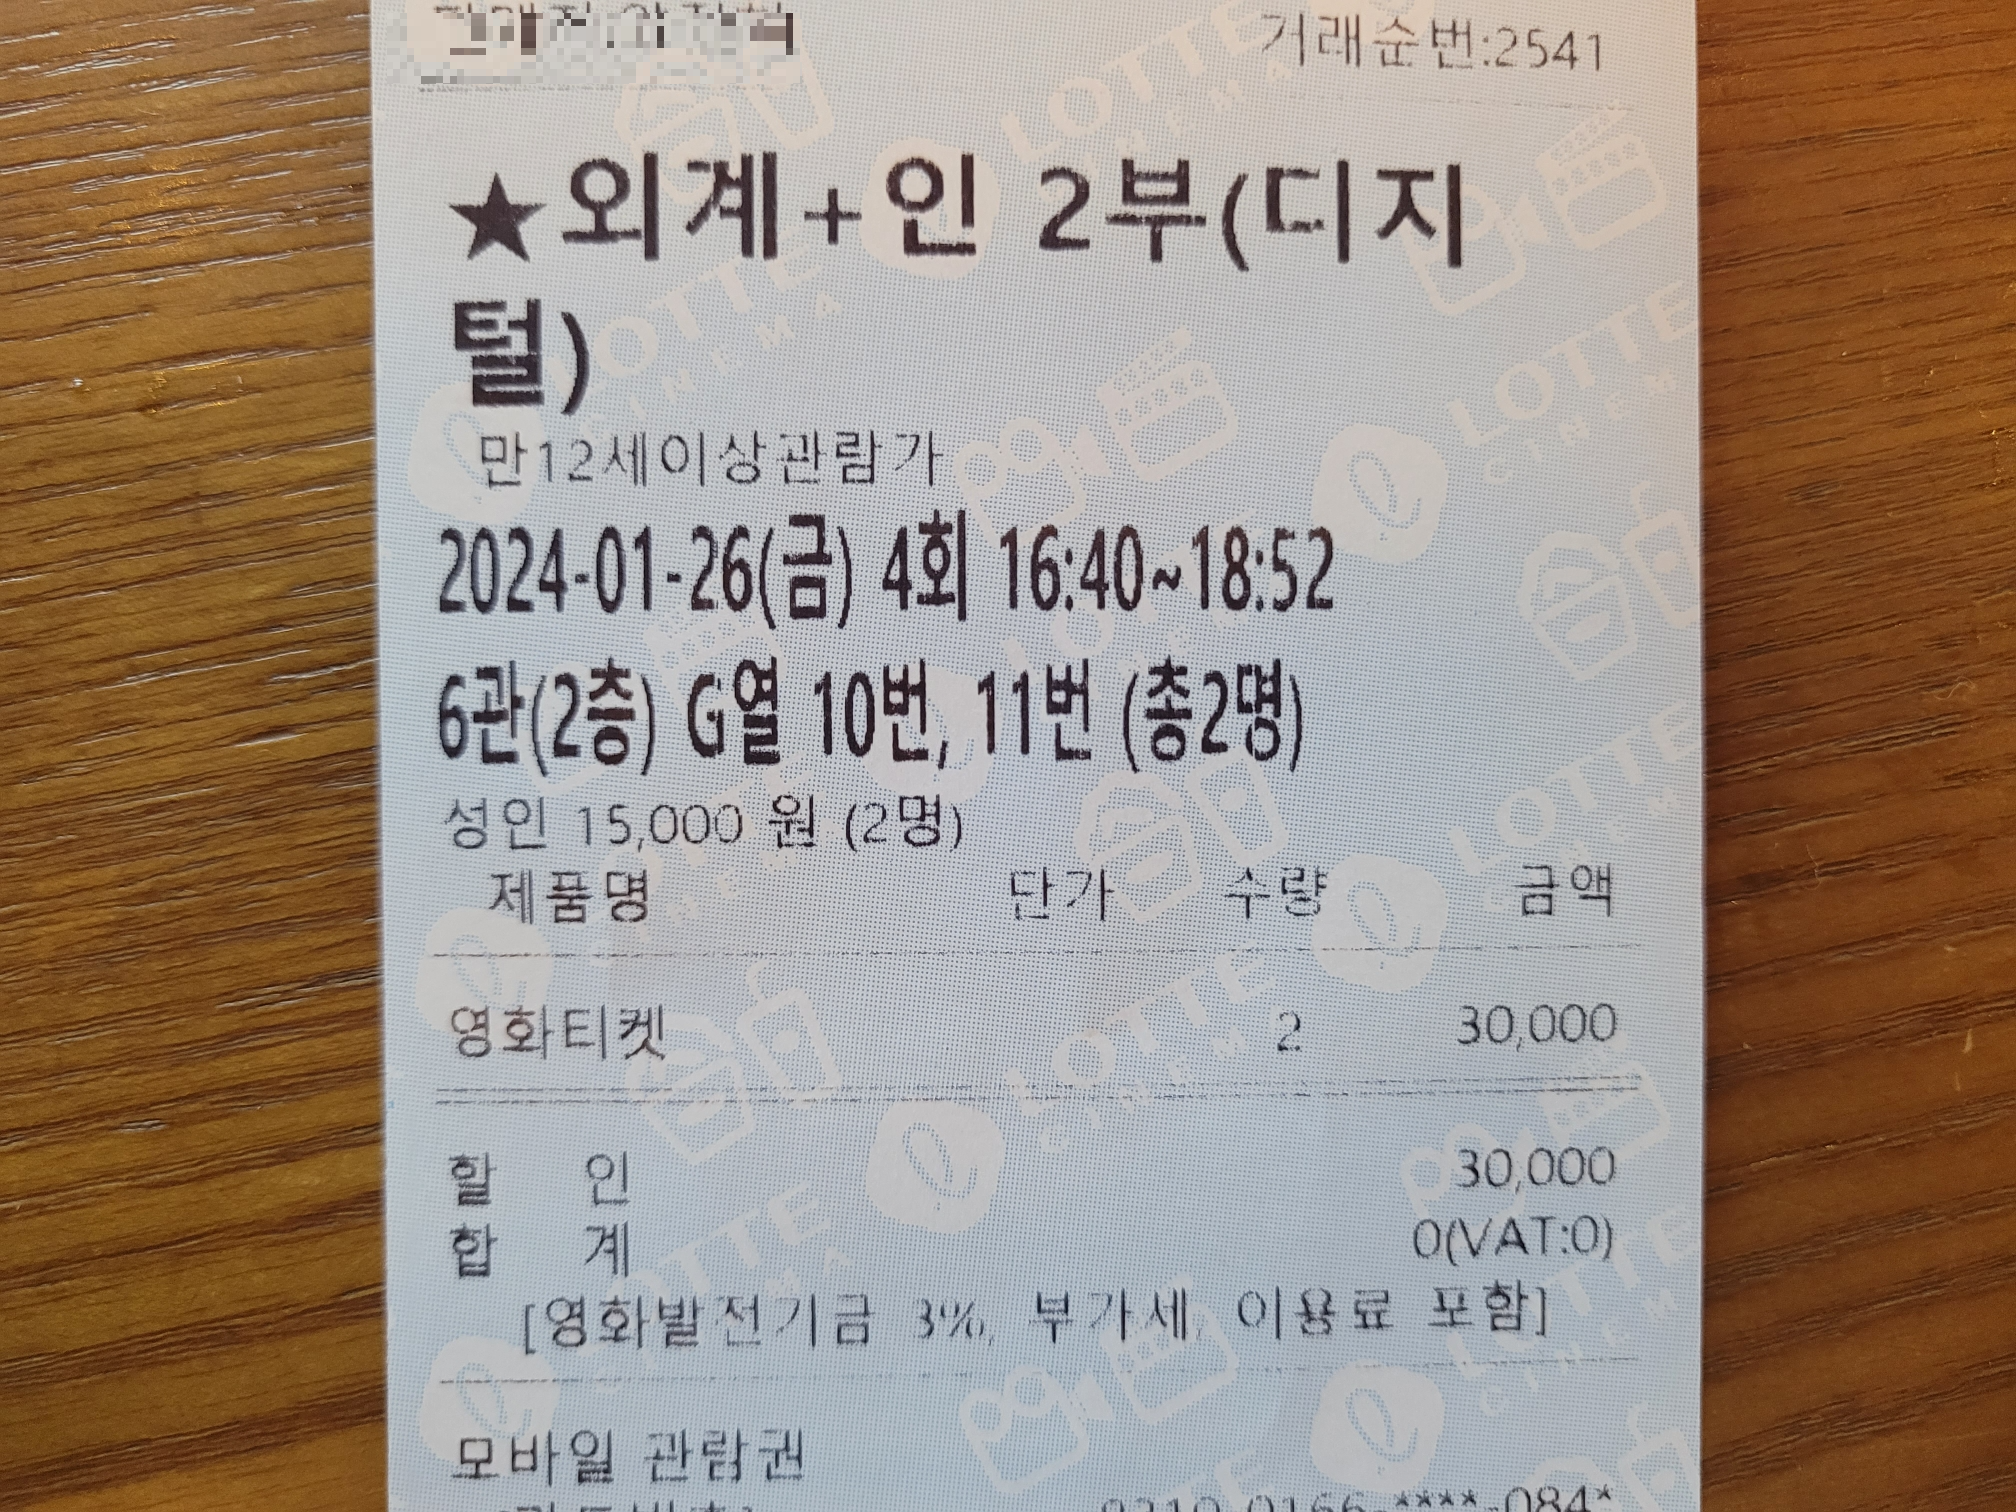 거래순번:2541
★외계+인 2부(디지
털)
만12세이상관람가
2024-01-26(금) 4회 16:40~18:52
6관(2층) G열 10번, 11번 (총2명)
성인 15,000 원 (2명)
제품명 단가 수량 금액
영화티켓 2 30,000
할 인 30,000
합 계 0(VAT:0)
[영화발전기금 3%, 부가세, 이용료 포함]
모바일 관람권
LOTTE CINEMA